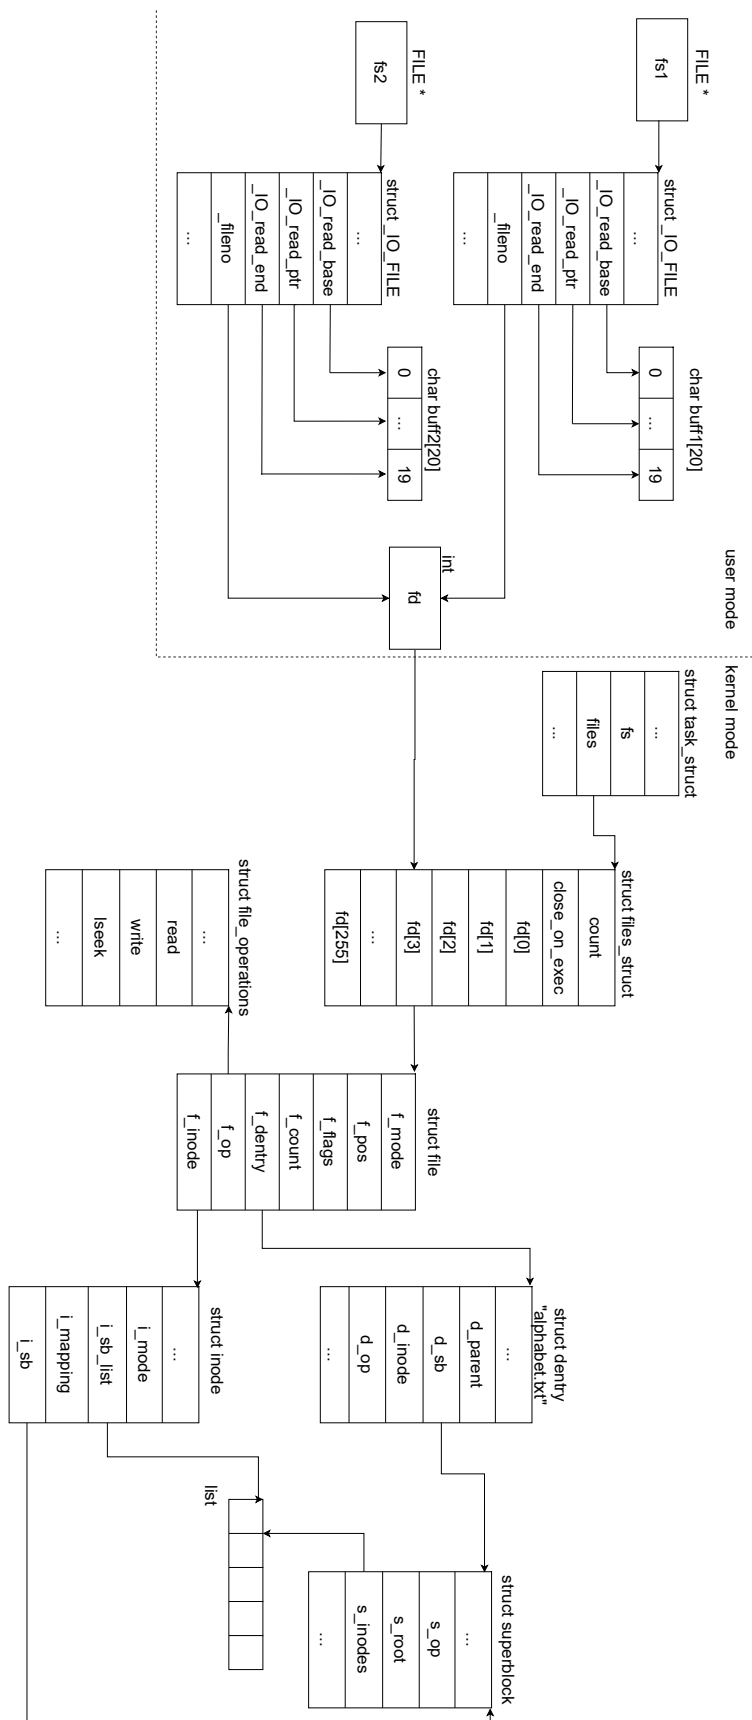 user mode
kernel mode
FILE *
fs1
struct _IO_FILE
...
_IO_read_base
_IO_read_ptr
_IO_read_end
_fileno
...
char buff1[20]
0
...
19
FILE *
fs2
struct _IO_FILE
...
_IO_read_base
_IO_read_ptr
_IO_read_end
_fileno
...
char buff2[20]
0
...
19
int
fd
struct task_struct
...
fs
files
...
struct files_struct
count
close_on_exec
fd[0]
fd[1]
fd[2]
fd[3]
...
fd[255]
struct file_operations
...
read
write
lseek
...
struct file
f_mode
f_pos
f_flags
f_count
f_dentry
f_op
f_inode
struct dentry
"alphabet.txt"
...
d_parent
d_sb
d_inode
d_op
...
struct inode
...
i_mode
i_sb_list
i_mapping
i_sb
list
struct superblock
...
s_op
s_root
s_inodes
...